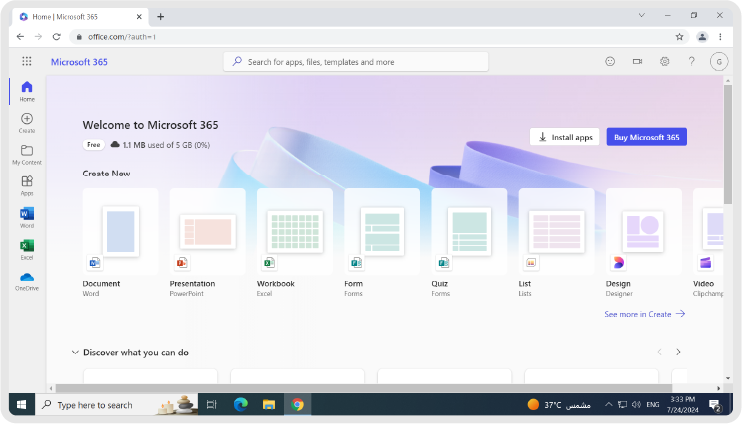 Home | Microsoft 365
office.com/?auth=1
Microsoft 365
Search for apps, files, templates and more
?
G
Home
Create
My Content
Apps
Word
Excel
OneDrive
Welcome to Microsoft 365
Free
1.1 MB used of 5 GB (0%)
Install apps
Buy Microsoft 365
Create New
Document
Word
Presentation
PowerPoint
Workbook
Excel
Form
Forms
Quiz
Forms
List
Lists
Design
Designer
Video
Clipchamp
See more in Create
Discover what you can do
Type here to search
37°C مشمس
ENG
3:33 PM
7/24/2024
2